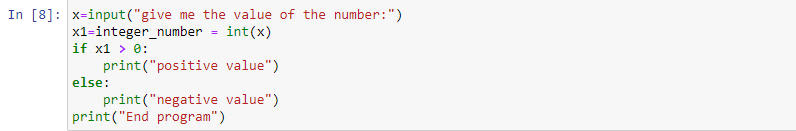 In [8]: x=input("give me the value of the number:")
x1=integer_number = int(x)
if x1 > 0:
    print("positive value")
else:
    print("negative value")
print("End program")